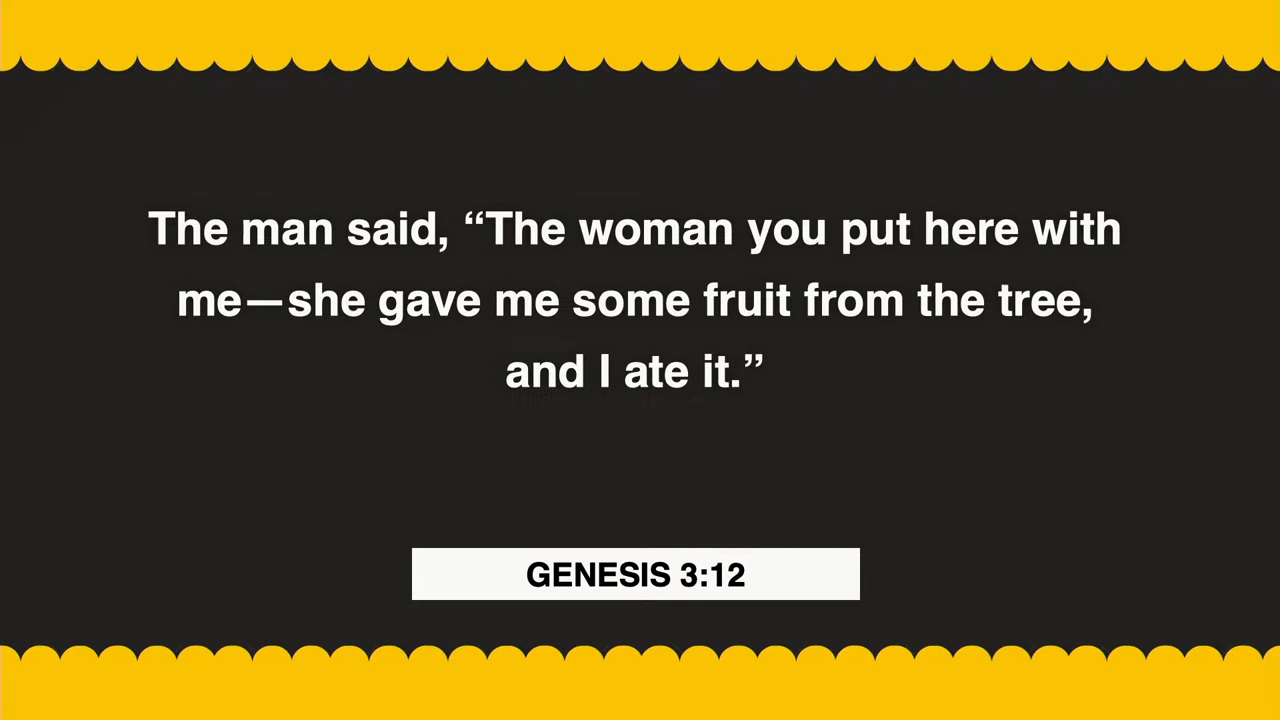 The man said, “The woman you put here with
me—she gave me some fruit from the tree,
and I ate it.”
GENESIS 3:12